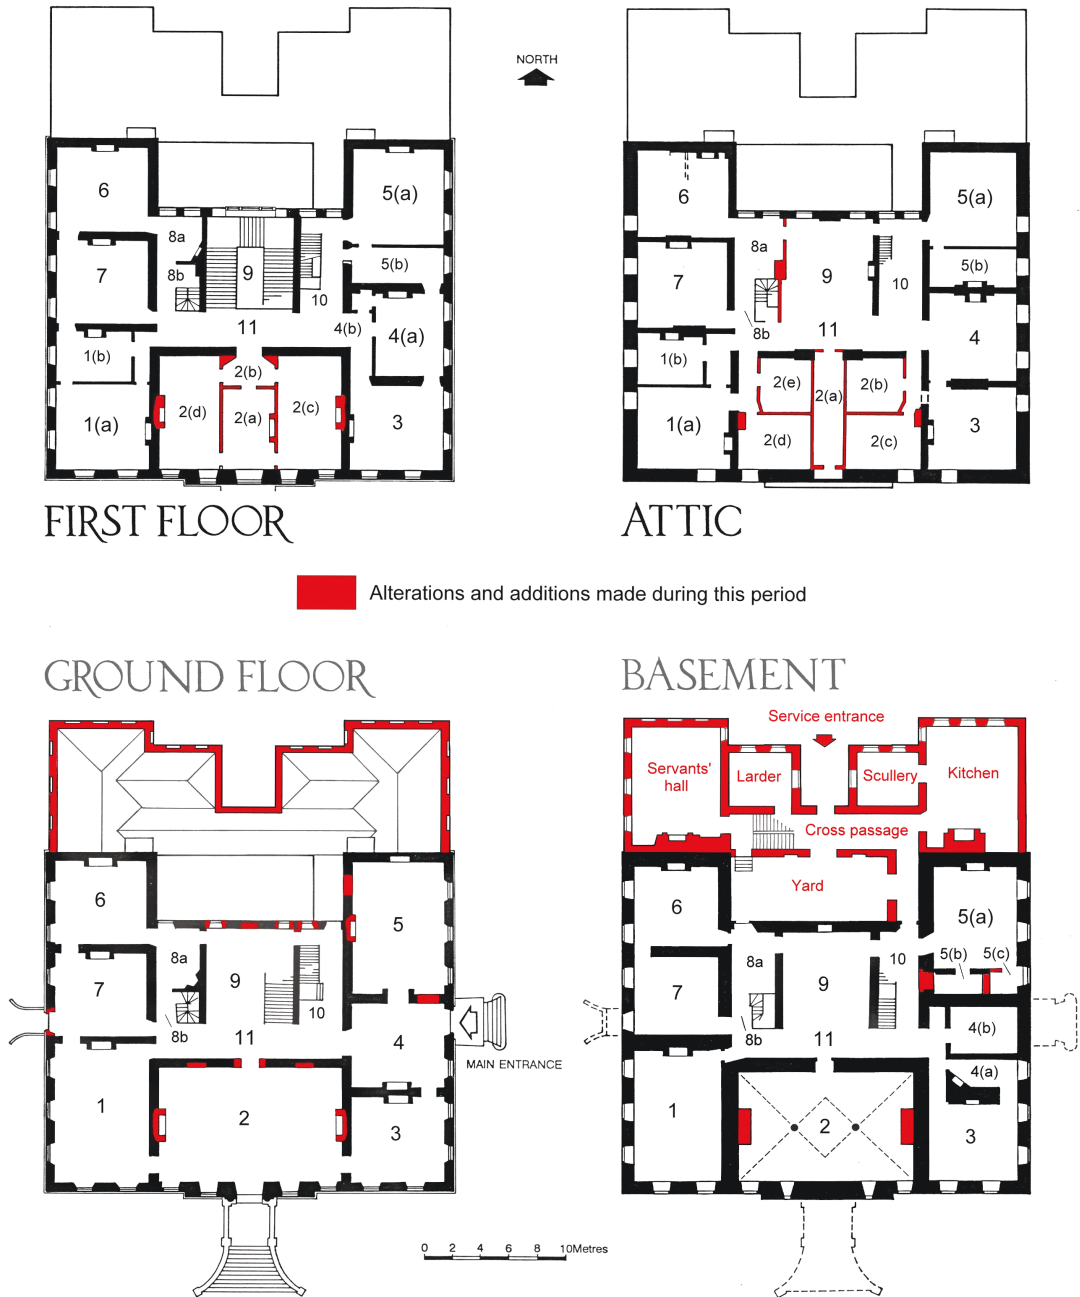 NORTH
6
5(a)
8a
7
8b
9
5(b)
10
11
4(b)
4(a)
1(b)
2(b)
2(d)
2(a)
2(c)
1(a)
3
FIRST FLOOR
6
5(a)
8a
7
9
5(b)
10
8b
11
4
1(b)
2(e)
2(a)
2(b)
1(a)
2(d)
2(c)
3
ATTIC
Alterations and additions made during this period
GROUND FLOOR
6
5
8a
7
9
10
8b
11
4
MAIN ENTRANCE
1
2
3
0 2 4 6 8 10Metres
BASEMENT
Service entrance
Servants'
hall
Larder
Scullery
Kitchen
Cross passage
Yard
6
5(a)
8a
10
5(b)
5(c)
7
9
8b
11
4(b)
4(a)
1
2
3